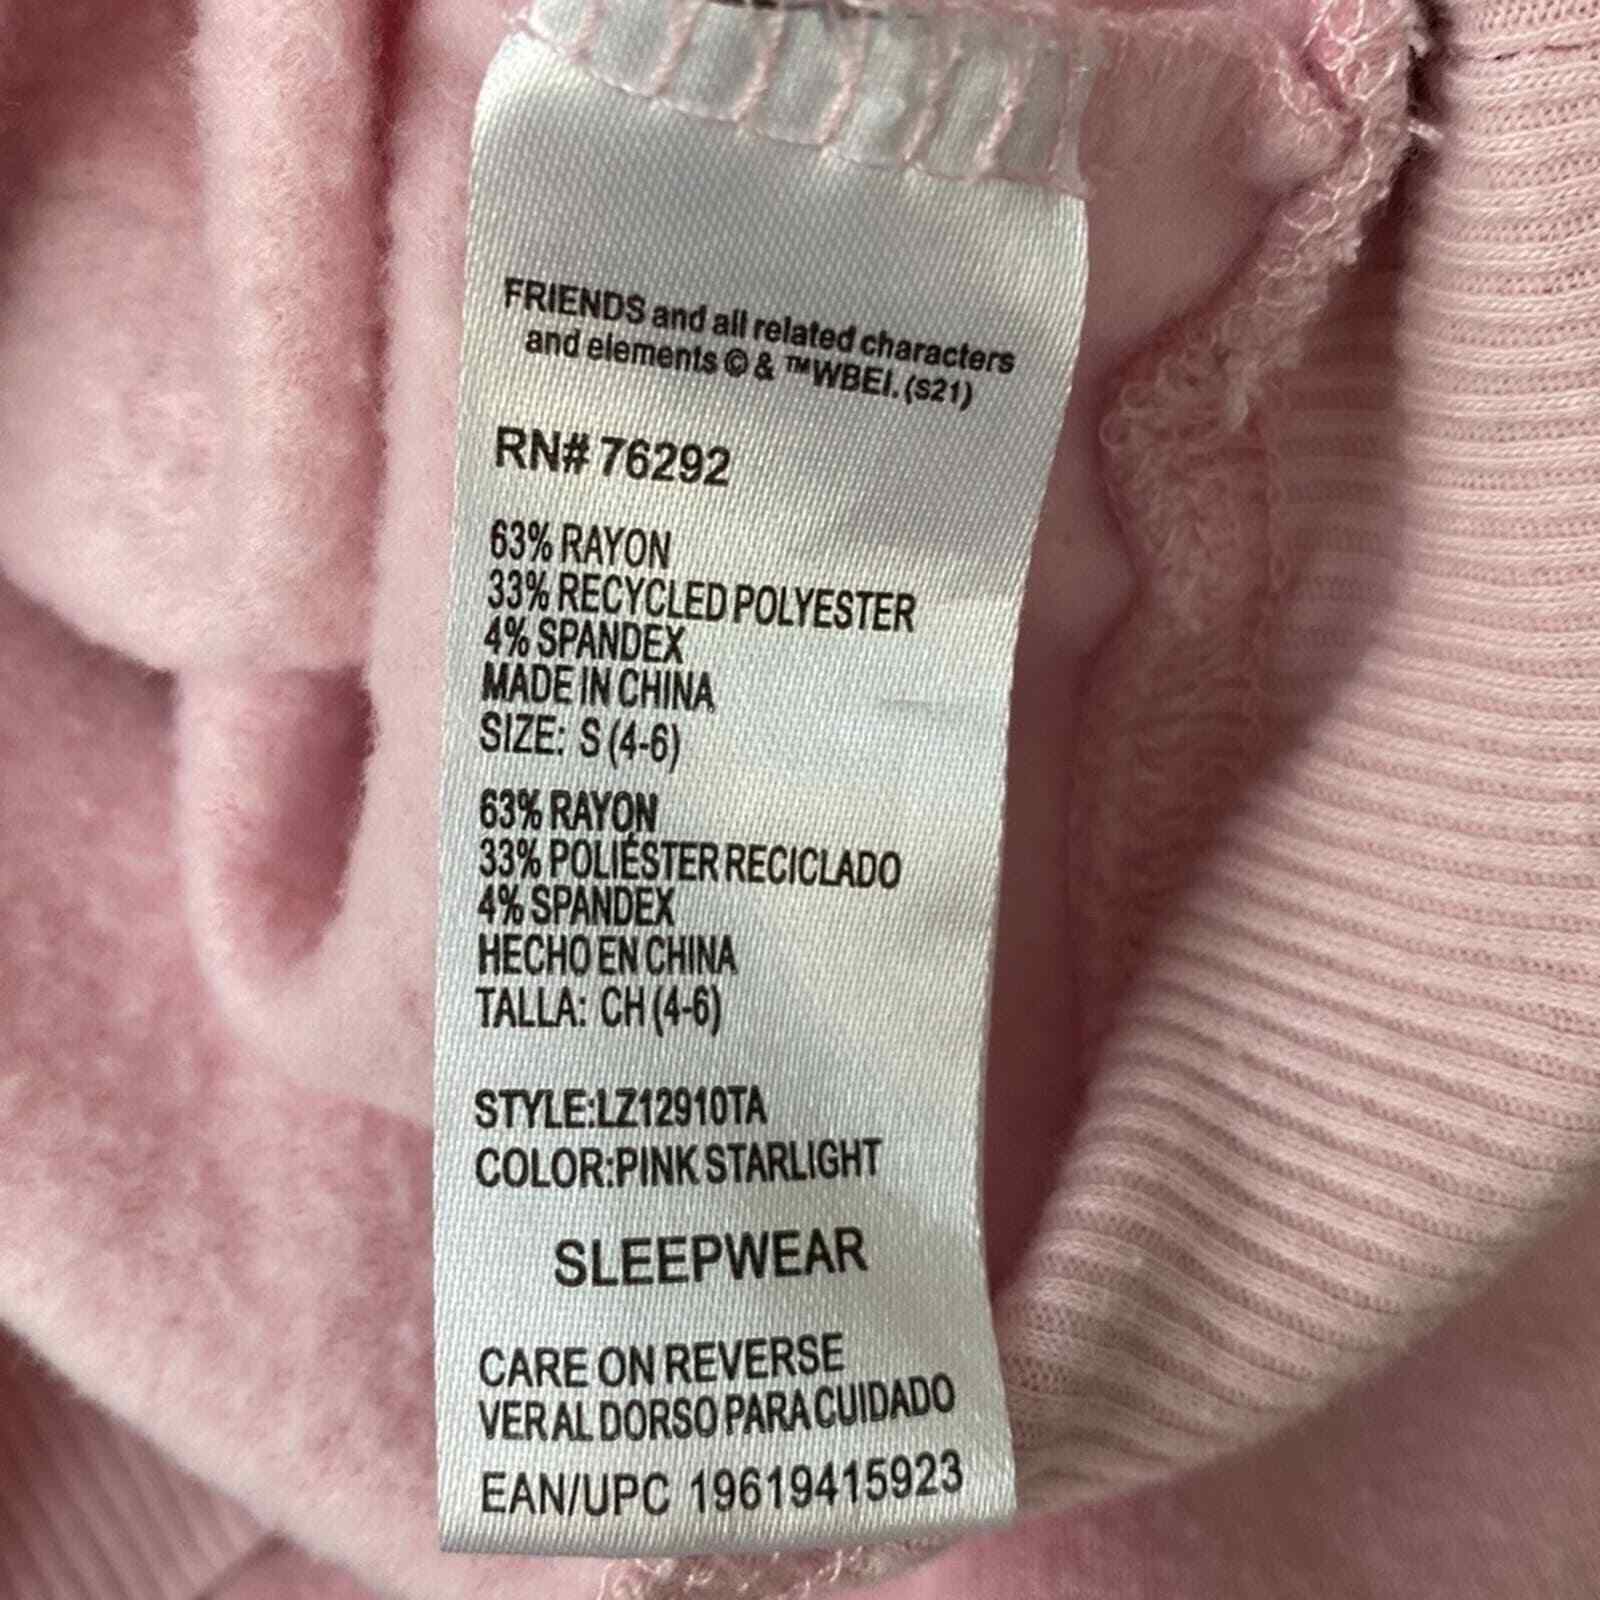 FRIENDS and all related characters
and elements © & ™WBEI. (s21)
RN# 76292
63% RAYON
33% RECYCLED POLYESTER
4% SPANDEX
MADE IN CHINA
SIZE: S (4-6)
63% RAYÓN
33% POLIÉSTER RECICLADO
4% SPANDEX
HECHO EN CHINA
TALLA: CH (4-6)
STYLE:LZ12910TA
COLOR:PINK STARLIGHT
SLEEPWEAR
CARE ON REVERSE
VER AL DORSO PARA CUIDADO
EAN/UPC 19619415923